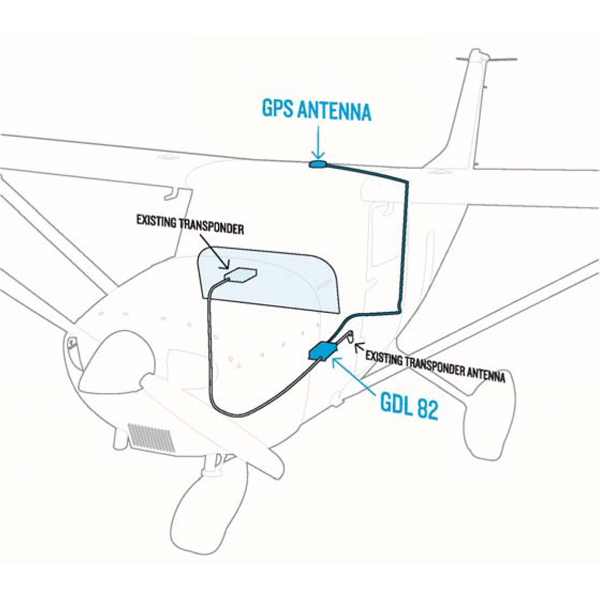 GPS ANTENNA
EXISTING TRANSPONDER
EXISTING TRANSPONDER ANTENNA
GDL 82